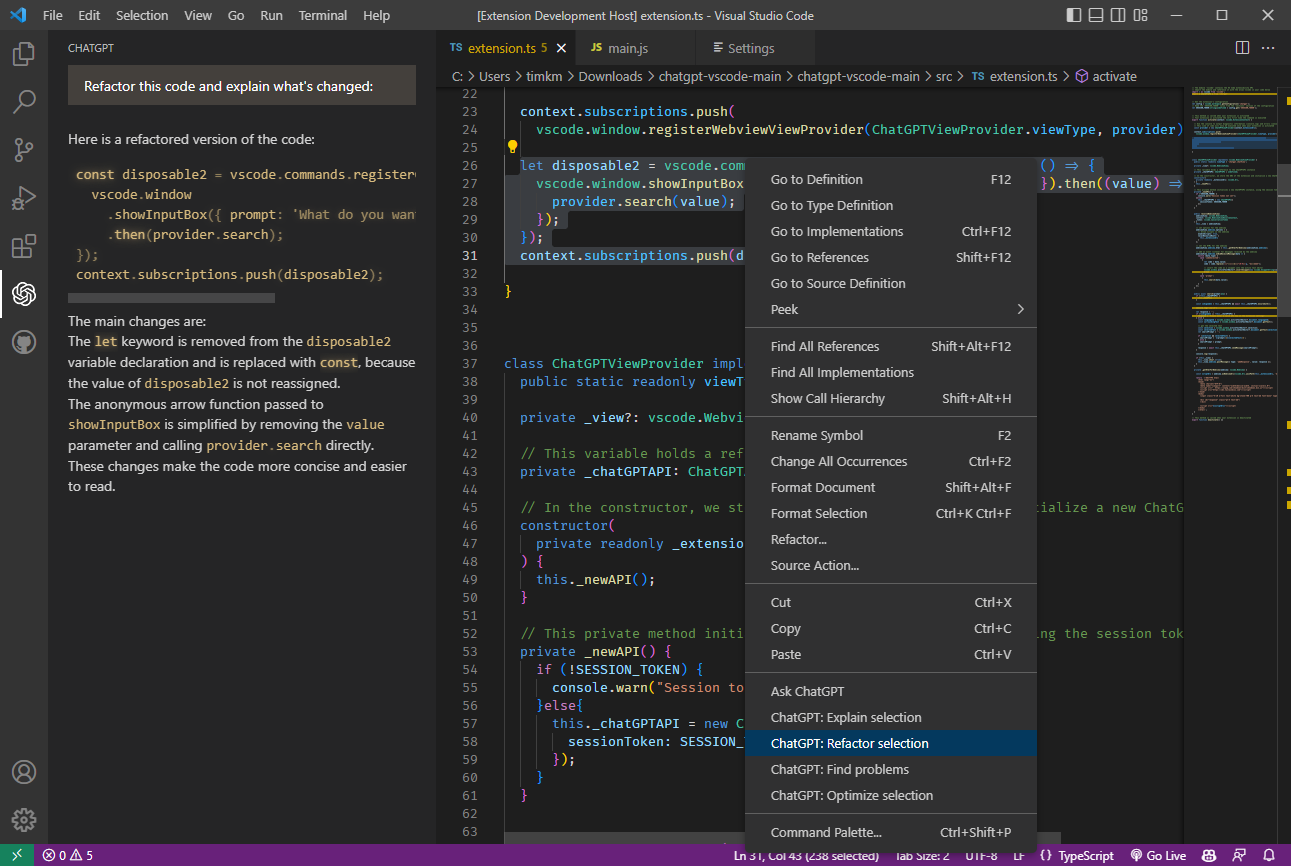 File Edit Selection View Go Run Terminal Help [Extension Development Host] extension.ts - Visual Studio Code
CHATGPT
Refactor this code and explain what's changed:
Here is a refactored version of the code:
const disposable2 = vscode.commands.register
vscode.window
.showInputBox({ prompt: 'What do you want
.then(provider.search);
});
context.subscriptions.push(disposable2);
The main changes are:
The let keyword is removed from the disposable2
variable declaration and is replaced with const, because
the value of disposable2 is not reassigned.
The anonymous arrow function passed to
showInputBox is simplified by removing the value
parameter and calling provider.search directly.
These changes make the code more concise and easier
to read.
TS extension.ts 5 JS main.js Settings
C: > Users > timkm > Downloads > chatgpt-vscode-main > chatgpt-vscode-main > src > TS extension.ts > activate
22
23 context.subscriptions.push(
24 vscode.window.registerWebviewViewProvider(ChatGPTViewProvider.viewType, provider)
25
26 let disposable2 = vscode.com () => {
27 vscode.window.showInputBox }).then((value) =>
28 provider.search(value);
29 });
30 });
31 context.subscriptions.push(d
32
33 }
34
35
36
37 class ChatGPTViewProvider impl
38 public static readonly viewT
39
40 private _view?: vscode.Webvi
41
42 // This variable holds a ref
43 private _chatGPTAPI: ChatGPT
44
45 // In the constructor, we st ialize a new ChatG
46 constructor(
47 private readonly _extensio
48 ) {
49 this._newAPI();
50 }
51
52 // This private method initi ng the session tok
53 private _newAPI() {
54 if (!SESSION_TOKEN) {
55 console.warn("Session to
56 }else{
57 this._chatGPTAPI = new C
58 sessionToken: SESSION_
59 });
60 }
61 }
62
63
Go to Definition F12
Go to Type Definition
Go to Implementations Ctrl+F12
Go to References Shift+F12
Go to Source Definition
Peek
Find All References Shift+Alt+F12
Find All Implementations
Show Call Hierarchy Shift+Alt+H
Rename Symbol F2
Change All Occurrences Ctrl+F2
Format Document Shift+Alt+F
Format Selection Ctrl+K Ctrl+F
Refactor...
Source Action...
Cut Ctrl+X
Copy Ctrl+C
Paste Ctrl+V
Ask ChatGPT
ChatGPT: Explain selection
ChatGPT: Refactor selection
ChatGPT: Find problems
ChatGPT: Optimize selection
Command Palette... Ctrl+Shift+P
0 5 Ln 31, Col 43 (238 selected) Tab Size: 2 UTF-8 LF {} TypeScript Go Live